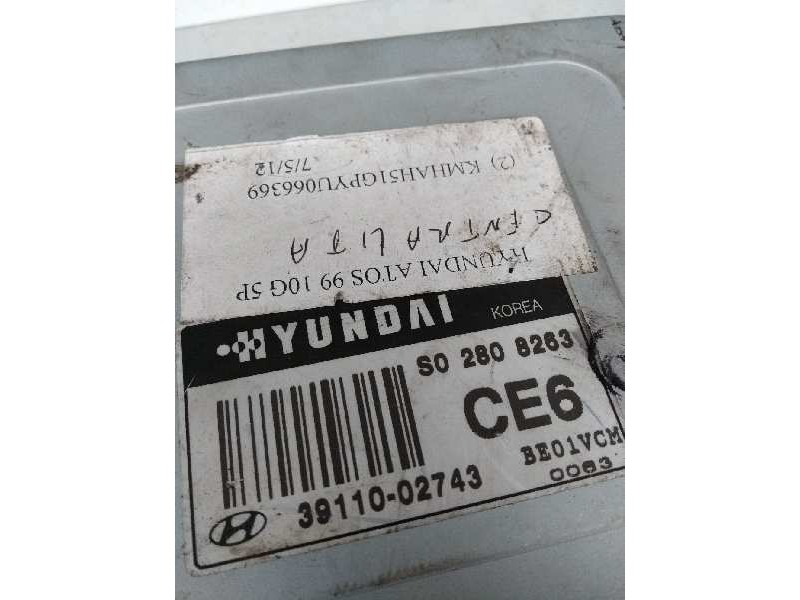 HYUNDAI ATOS 99 10G 5P
CENTRALITA
(2) KMHAH51GPYU066369
7/5/12
HYUNDAI KOREA
S0 280 8263
CE6
BE01VCM
0083
39110-02743